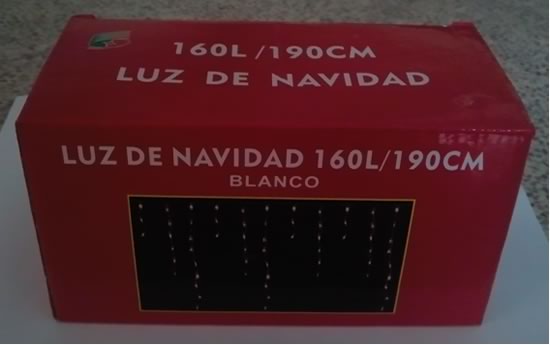 160L/190CM
LUZ DE NAVIDAD
LUZ DE NAVIDAD 160L/190CM
BLANCO